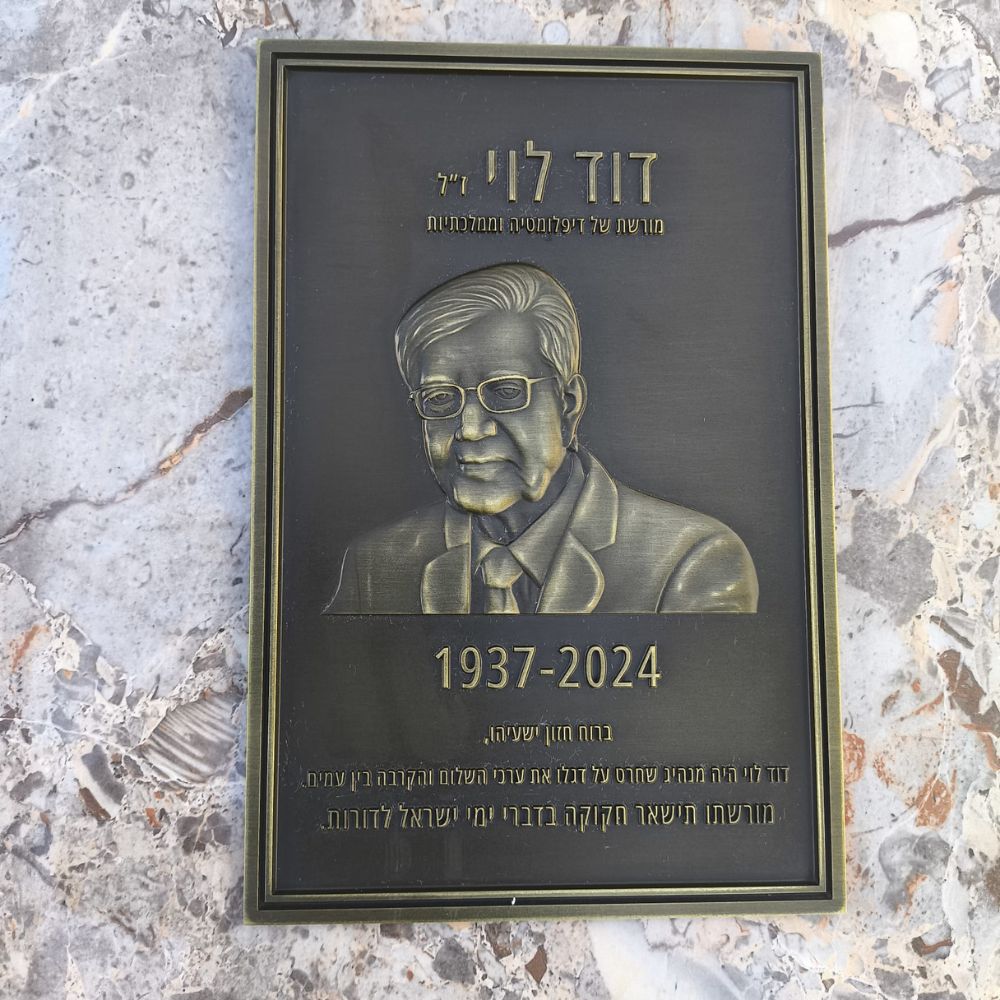 דוד לוי ז"ל
מורשת של דיפלומטיה וממלכתיות
1937-2024
ברוח חזון ישעיהו,
דוד לוי היה מנהיג שחרט על דגלו את ערכי השלום והקרבה בין עמים.
מורשתו תישאר חקוקה בדברי ימי ישראל לדורות.